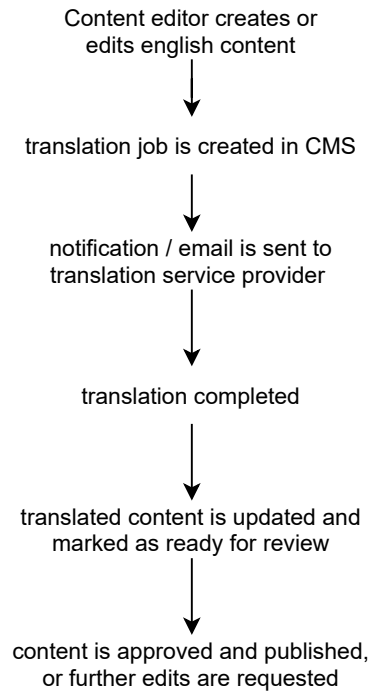 Content editor creates or
edits english content
translation job is created in CMS
notification / email is sent to
translation service provider
translation completed
translated content is updated and
marked as ready for review
content is approved and published,
or further edits are requested